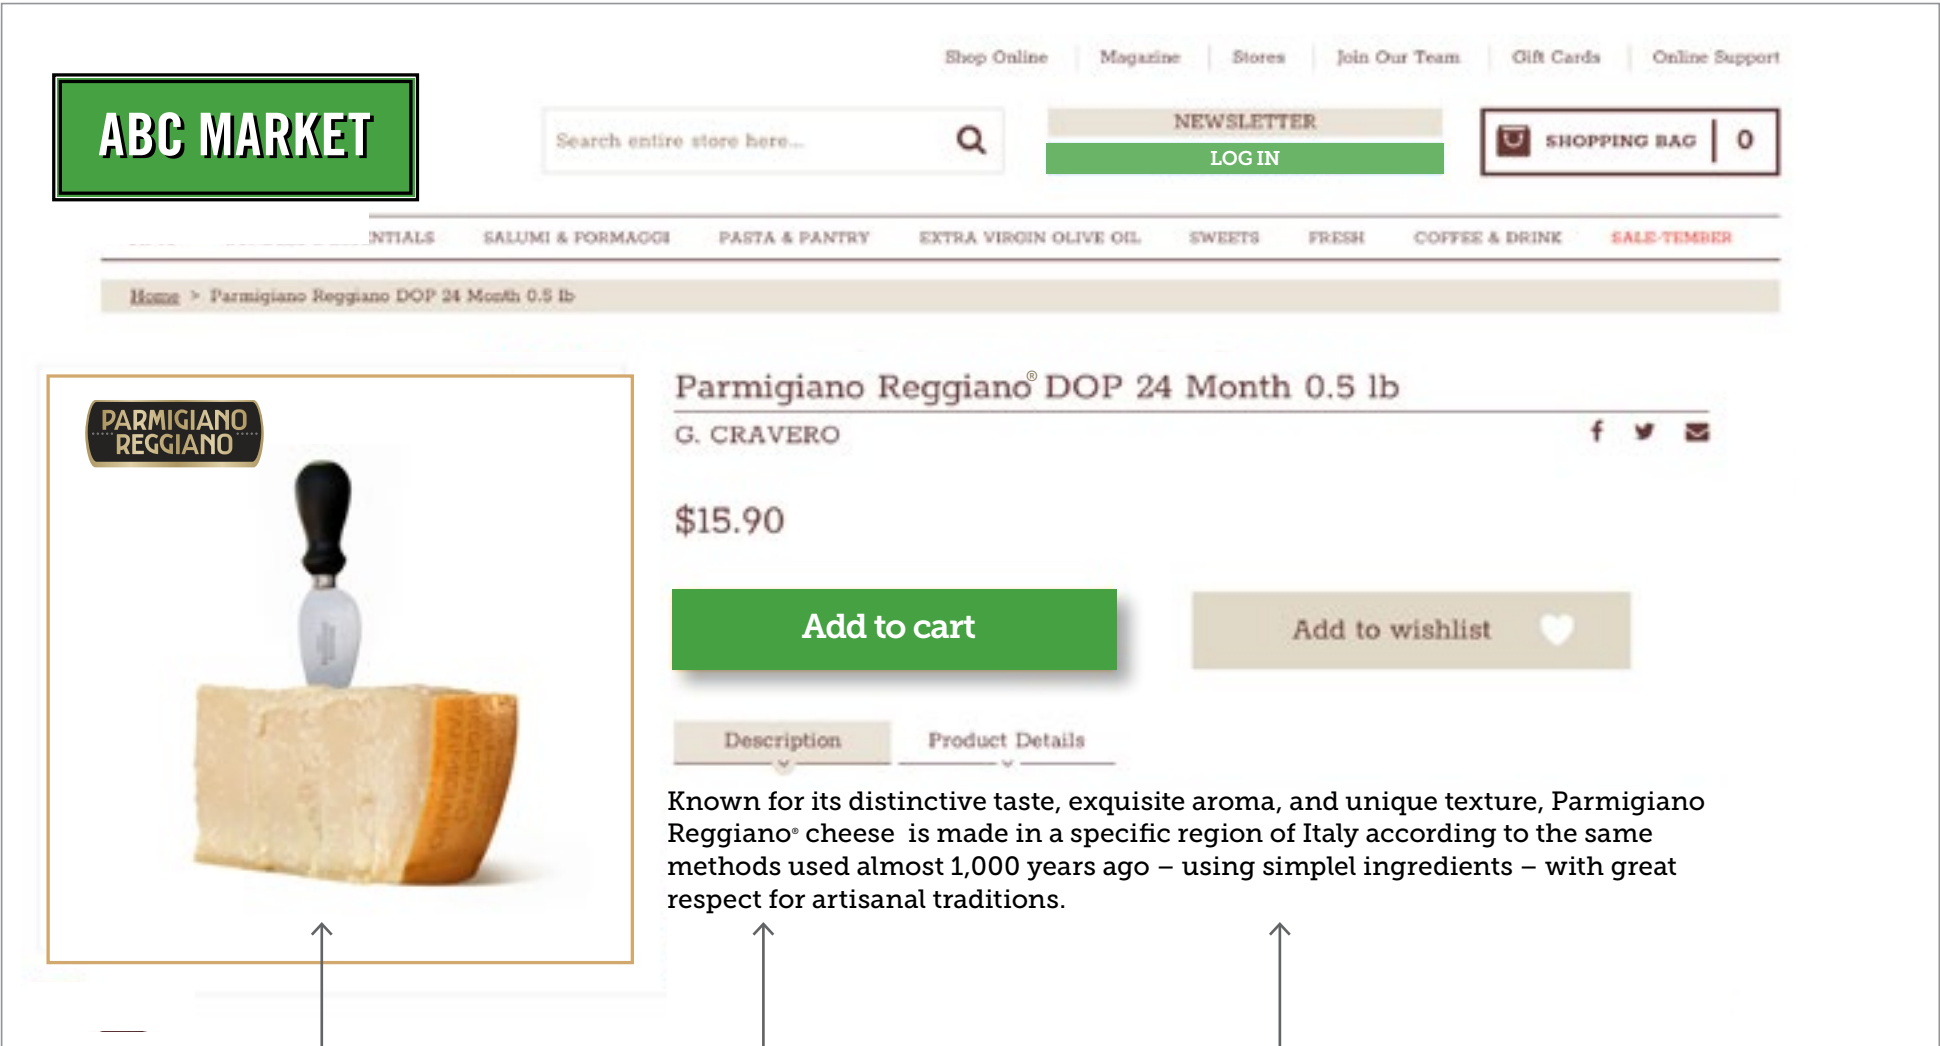 Shop Online Magazine Stores Join Our Team Gift Cards Online Support
ABC MARKET
Search entire store here...
NEWSLETTER
LOG IN
SHOPPING BAG 0
NTIALS SALUMI & FORMAGGI PASTA & PANTRY EXTRA VIRGIN OLIVE OIL SWEETS FRESH COFFEE & DRINK SALE-TEMBER
Home > Parmigiano Reggiano DOP 24 Month 0.5 lb
PARMIGIANO
REGGIANO
Parmigiano Reggiano® DOP 24 Month 0.5 lb
G. CRAVERO
$15.90
Add to cart
Add to wishlist
Description
Product Details
Known for its distinctive taste, exquisite aroma, and unique texture, Parmigiano
Reggiano® cheese is made in a specific region of Italy according to the same
methods used almost 1,000 years ago – using simplel ingredients – with great
respect for artisanal traditions.